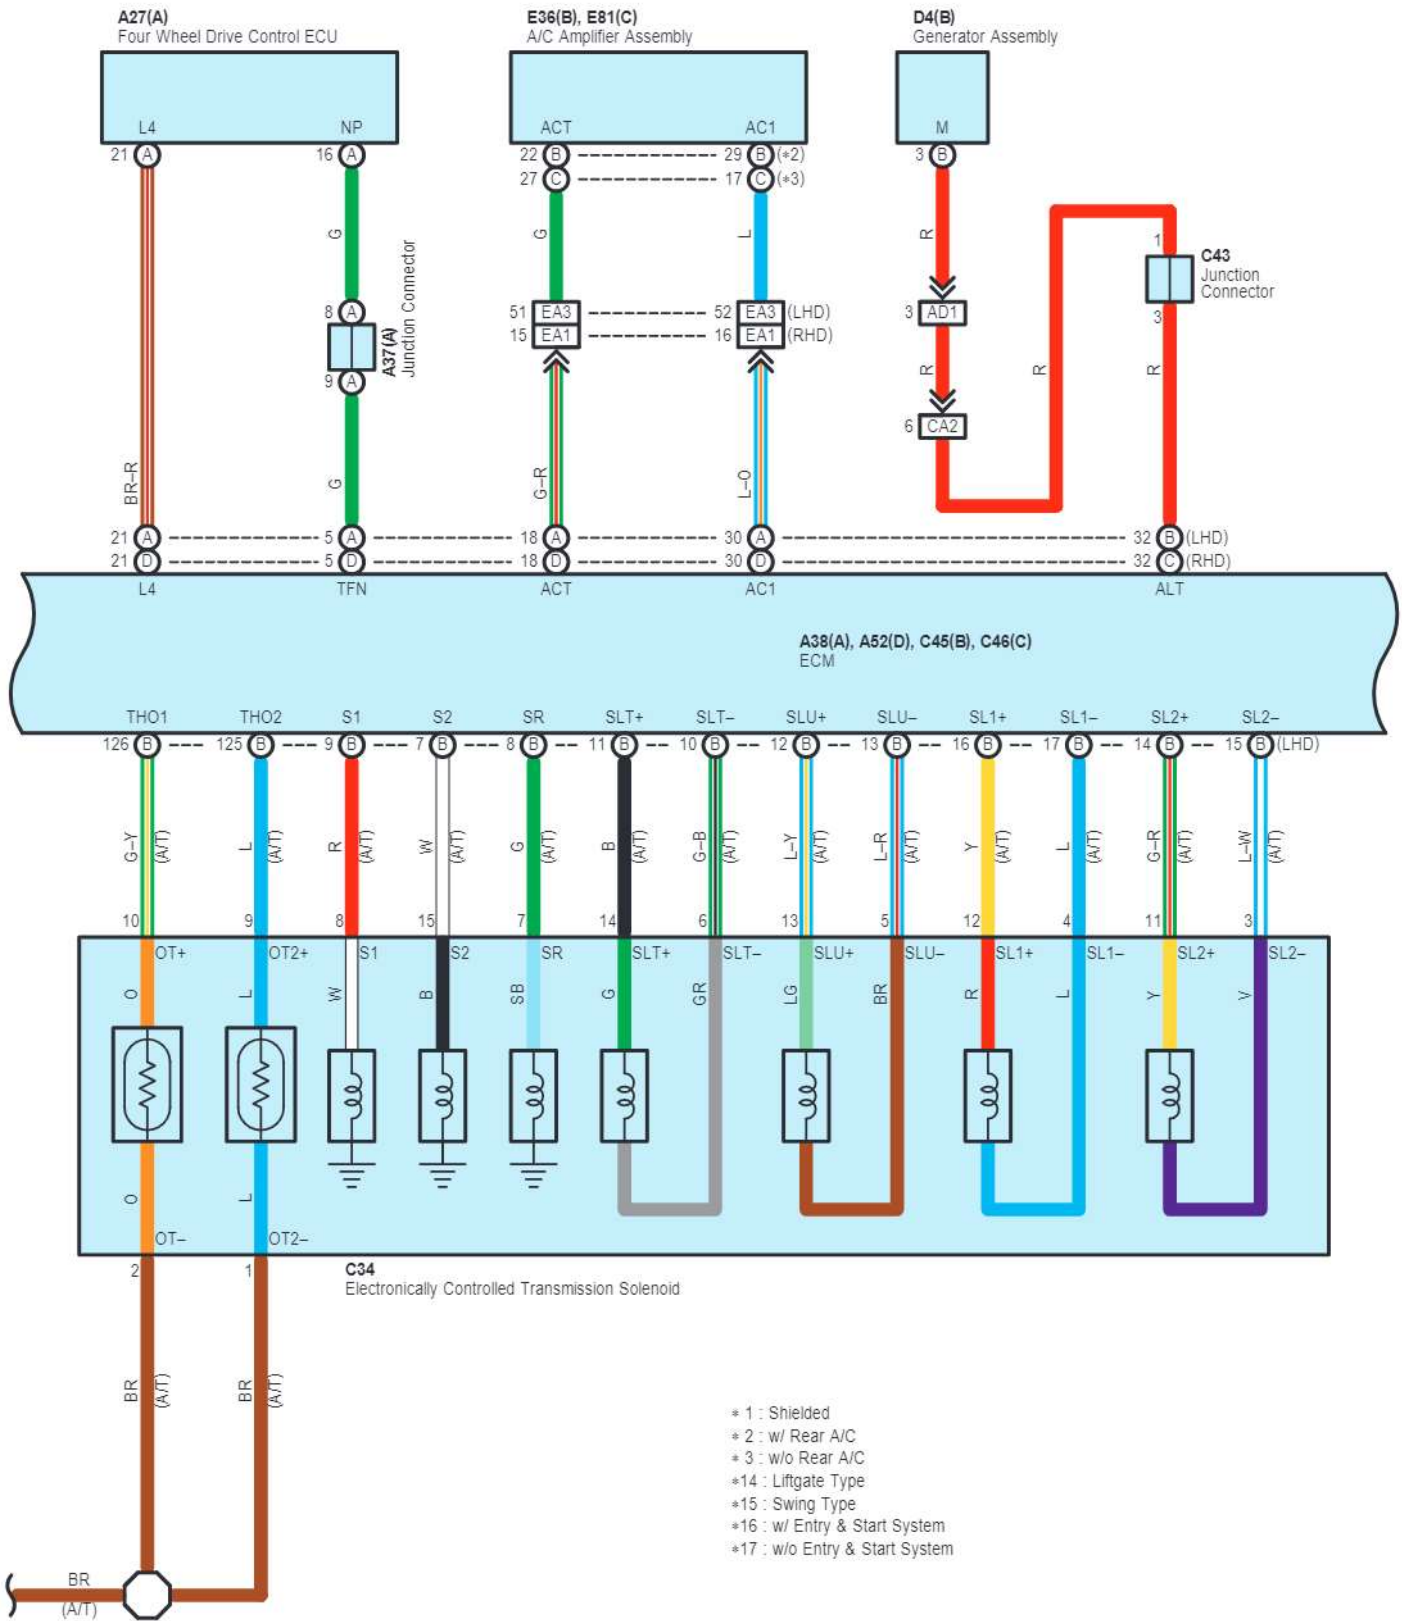 A27(A) E36(B), E81(C) D4(B)
Four Wheel Drive Control ECU A/C Amplifier Assembly Generator Assembly
L4 NP ACT AC1 M
21 A 16 A 22 B 29 B (*2) 3 B
27 C 17 C (*3)
G G L R 1 C43
Junction
Connector
8 A 51 EA3 52 EA3 (LHD) 3 AD1 3
15 EA1 16 EA1 (RHD)
A37(A)
Junction Connector
9 A R R R
6 CA2
BR–R G G–R L–O
21 A 5 A 18 A 30 A 32 B (LHD)
21 D 5 D 18 D 30 D 32 C (RHD)
L4 TFN ACT AC1 ALT
A38(A), A52(D), C45(B), C46(C)
ECM
THO1 THO2 S1 S2 SR SLT+ SLT– SLU+ SLU– SL1+ SL1– SL2+ SL2–
126 B 125 B 9 B 7 B 8 B 11 B 10 B 12 B 13 B 16 B 17 B 14 B 15 B (LHD)
G–Y (A/T) L (A/T) R (A/T) W (A/T) G (A/T) B (A/T) G–B (A/T) L–Y (A/T) L–R (A/T) Y (A/T) L (A/T) G–R (A/T) L–W (A/T)
10 9 8 15 7 14 6 13 5 12 4 11 3
OT+ OT2+ S1 S2 SR SLT+ SLT– SLU+ SLU– SL1+ SL1– SL2+ SL2–
O L W B SB G GR LG BR R L Y V
O L
OT– OT2–
2 1 C34
Electronically Controlled Transmission Solenoid
BR (A/T) BR (A/T)
* 1 : Shielded
* 2 : w/ Rear A/C
* 3 : w/o Rear A/C
*14 : Liftgate Type
*15 : Swing Type
*16 : w/ Entry & Start System
*17 : w/o Entry & Start System
BR
(A/T)